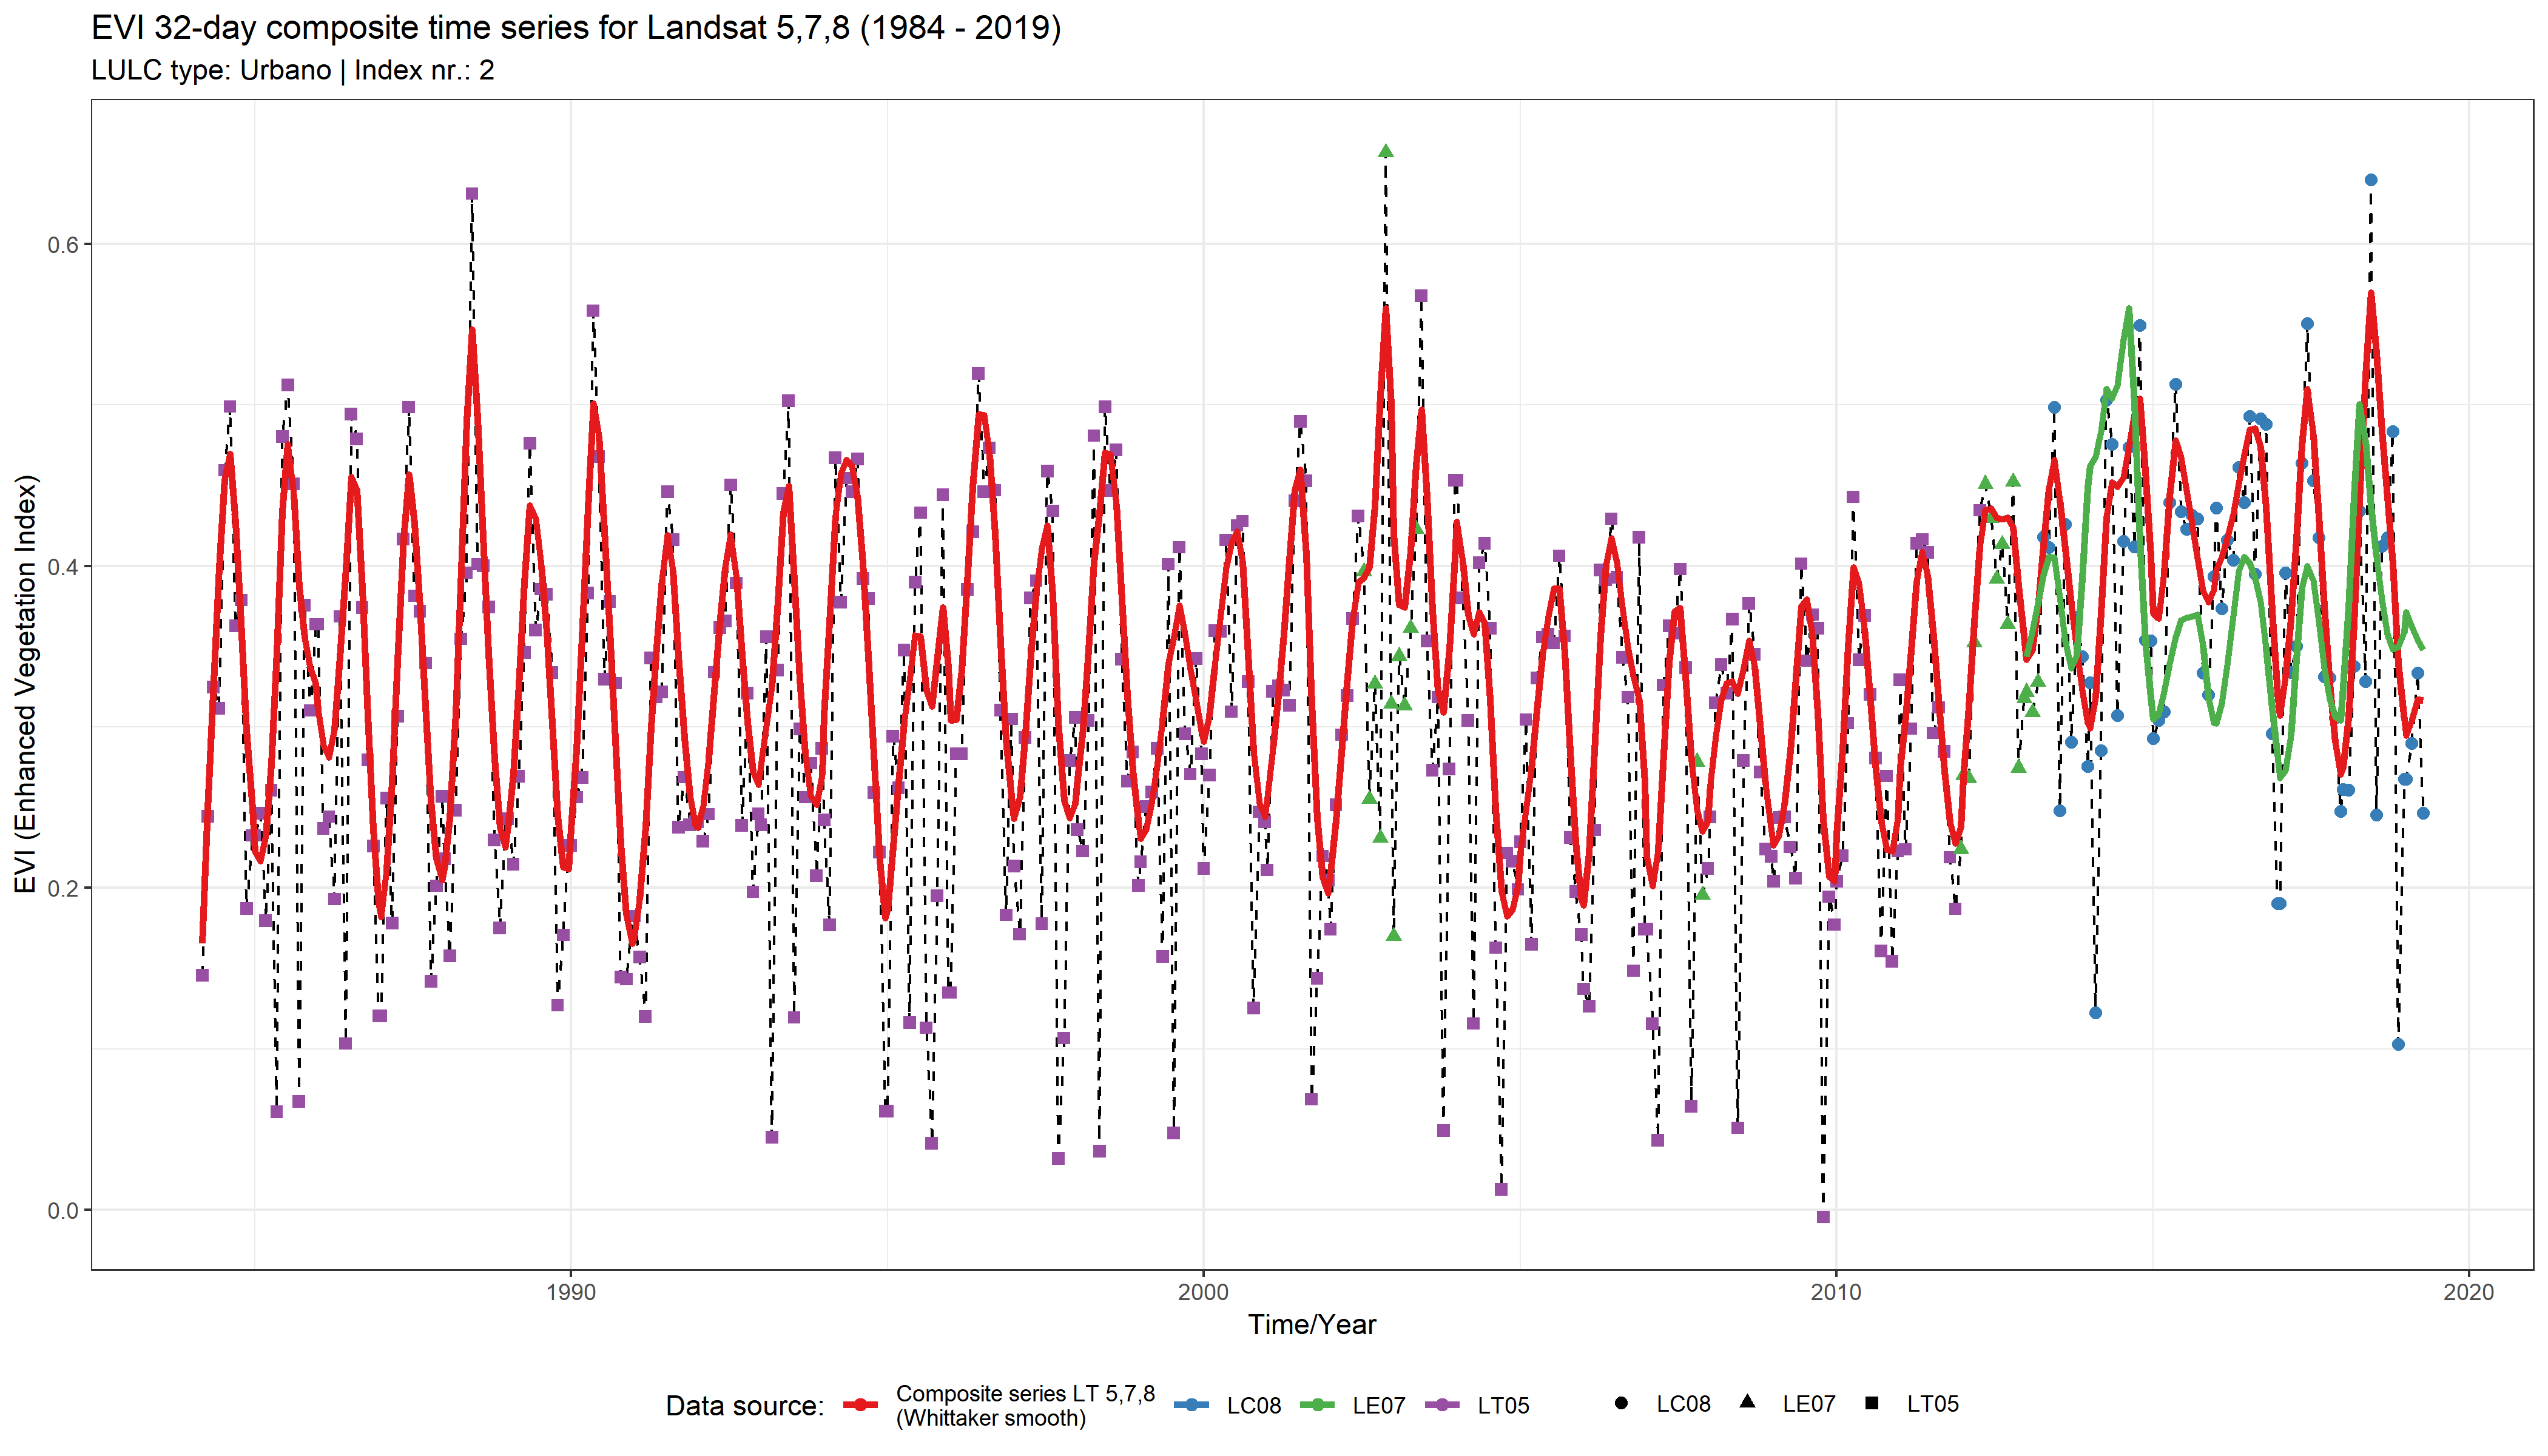 EVI 32-day composite time series for Landsat 5,7,8 (1984 - 2019)
LULC type: Urbano | Index nr.: 2
EVI (Enhanced Vegetation Index)
0.6
0.4
0.2
0.0
1990 2000 2010 2020
Time/Year
Data source:
Composite series LT 5,7,8
(Whittaker smooth)
LC08 LE07 LT05
LC08 LE07 LT05